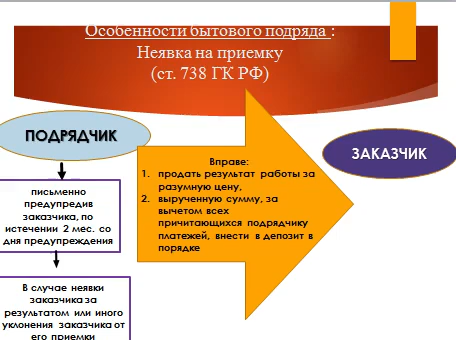 Особенности бытового подряда :
Неявка на приемку
(ст. 738 ГК РФ)
ПОДРЯДЧИК
ЗАКАЗЧИК
письменно
предупредив
заказчика, по
истечении 2 мес. со
дня предупреждения
Вправе:
1. продать результат работы за
разумную цену,
2. вырученную сумму, за
вычетом всех
причитающихся подрядчику
платежей, внести в депозит в
порядке
В случае неявки
заказчика за
результатом или иного
уклонения заказчика от
его приемки